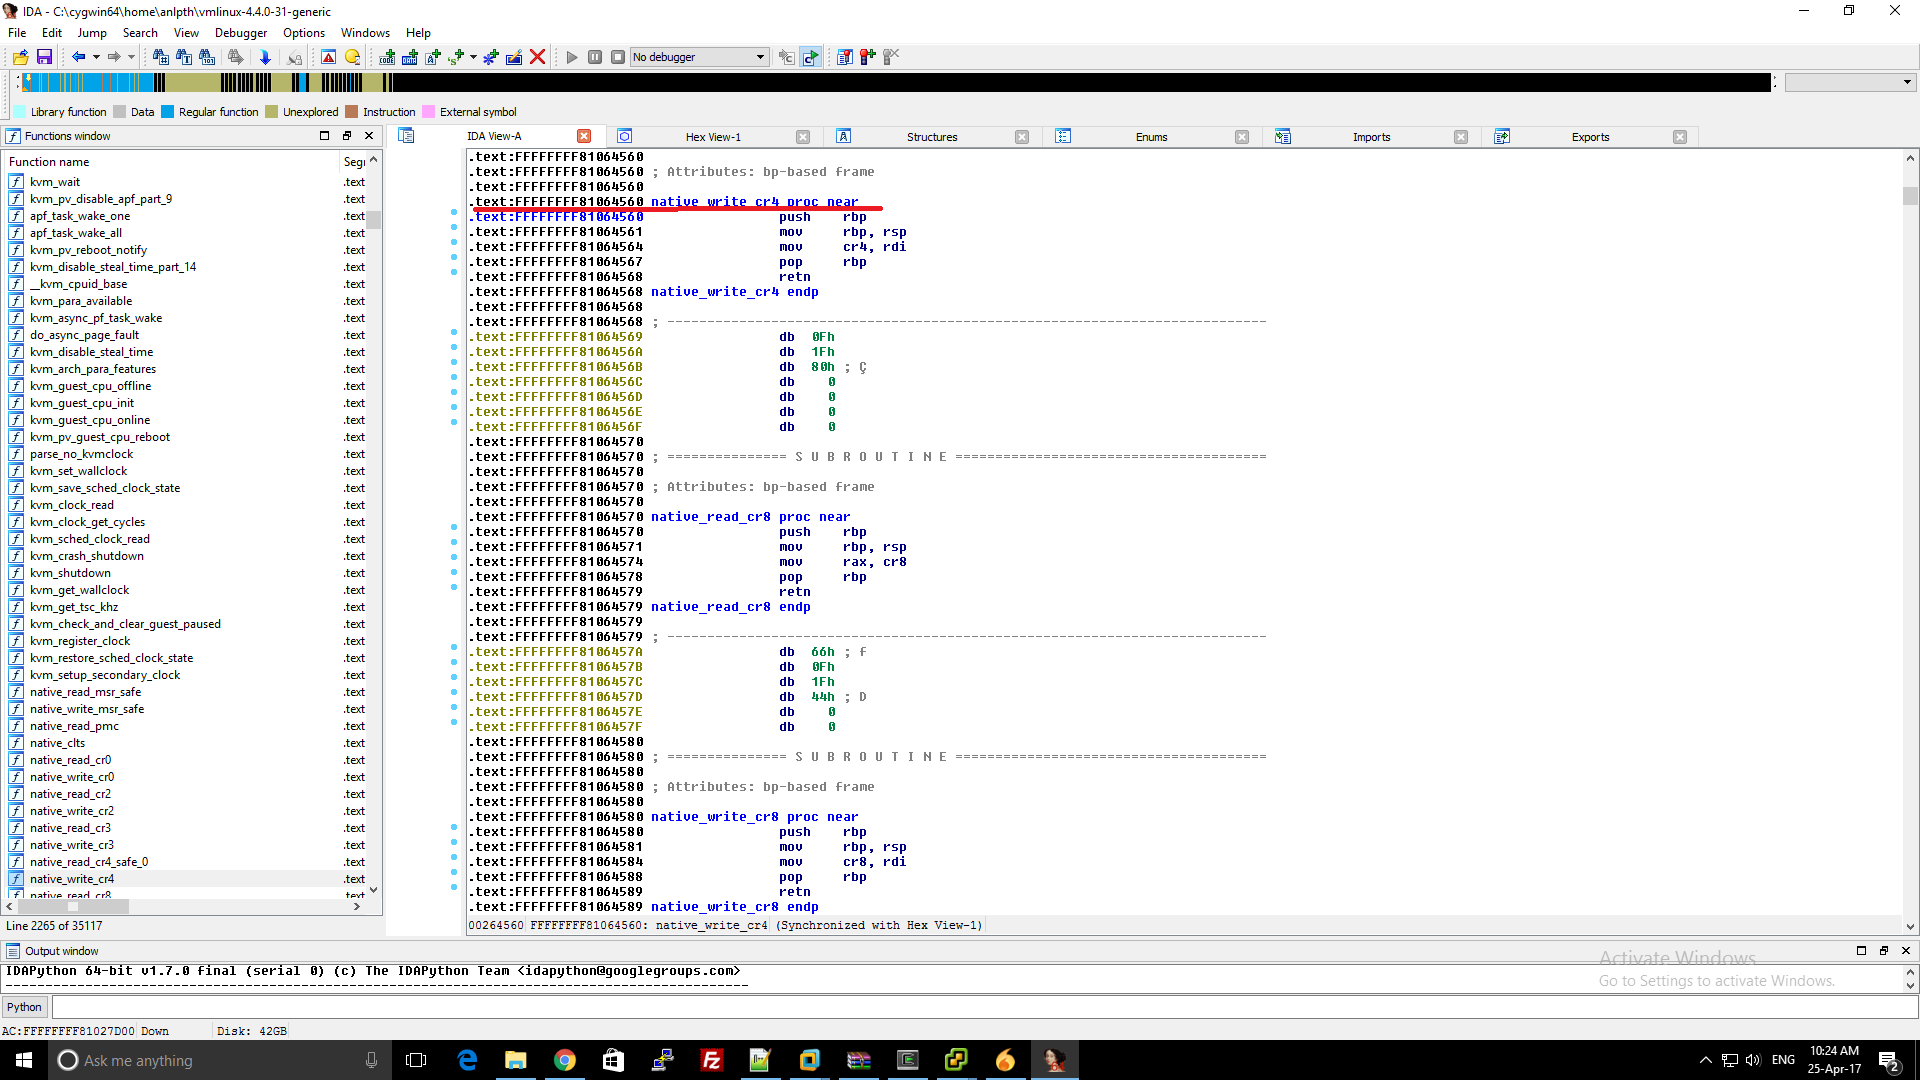 IDA - C:\cygwin64\home\anlpth\vmlinux-4.4.0-31-generic
File Edit Jump Search View Debugger Options Windows Help
No debugger
Library function Data Regular function Unexplored Instruction External symbol
Functions window
IDA View-A Hex View-1 Structures Enums Imports Exports
Function name
kvm_wait .text
kvm_pv_disable_apf_part_9 .text
apf_task_wake_one .text
apf_task_wake_all .text
kvm_pv_reboot_notify .text
kvm_disable_steal_time_part_14 .text
__kvm_cpuid_base .text
kvm_para_available .text
kvm_async_pf_task_wake .text
do_async_page_fault .text
kvm_disable_steal_time .text
kvm_arch_para_features .text
kvm_guest_cpu_offline .text
kvm_guest_cpu_init .text
kvm_guest_cpu_online .text
kvm_pv_guest_cpu_reboot .text
parse_no_kvmclock .text
kvm_set_wallclock .text
kvm_save_sched_clock_state .text
kvm_clock_read .text
kvm_clock_get_cycles .text
kvm_sched_clock_read .text
kvm_crash_shutdown .text
kvm_shutdown .text
kvm_get_wallclock .text
kvm_get_tsc_khz .text
kvm_check_and_clear_guest_paused .text
kvm_register_clock .text
kvm_restore_sched_clock_state .text
kvm_setup_secondary_clock .text
native_read_msr_safe .text
native_write_msr_safe .text
native_read_pmc .text
native_clts .text
native_read_cr0 .text
native_write_cr0 .text
native_read_cr2 .text
native_write_cr2 .text
native_read_cr3 .text
native_write_cr3 .text
native_read_cr4_safe_0 .text
native_write_cr4 .text
native_read_cr8 .text
Line 2265 of 35117
.text:FFFFFFFF81064560
.text:FFFFFFFF81064560 ; Attributes: bp-based frame
.text:FFFFFFFF81064560
.text:FFFFFFFF81064560 native_write_cr4 proc near
.text:FFFFFFFF81064560 push rbp
.text:FFFFFFFF81064561 mov rbp, rsp
.text:FFFFFFFF81064564 mov cr4, rdi
.text:FFFFFFFF81064567 pop rbp
.text:FFFFFFFF81064568 retn
.text:FFFFFFFF81064568 native_write_cr4 endp
.text:FFFFFFFF81064568
.text:FFFFFFFF81064568 ; ---------------------------------------------------------------------------
.text:FFFFFFFF81064569 db 0Fh
.text:FFFFFFFF8106456A db 1Fh
.text:FFFFFFFF8106456B db 80h ; Ç
.text:FFFFFFFF8106456C db 0
.text:FFFFFFFF8106456D db 0
.text:FFFFFFFF8106456E db 0
.text:FFFFFFFF8106456F db 0
.text:FFFFFFFF81064570
.text:FFFFFFFF81064570 ; =============== S U B R O U T I N E =======================================
.text:FFFFFFFF81064570
.text:FFFFFFFF81064570 ; Attributes: bp-based frame
.text:FFFFFFFF81064570
.text:FFFFFFFF81064570 native_read_cr8 proc near
.text:FFFFFFFF81064570 push rbp
.text:FFFFFFFF81064571 mov rbp, rsp
.text:FFFFFFFF81064574 mov rax, cr8
.text:FFFFFFFF81064578 pop rbp
.text:FFFFFFFF81064579 retn
.text:FFFFFFFF81064579 native_read_cr8 endp
.text:FFFFFFFF81064579
.text:FFFFFFFF81064579 ; ---------------------------------------------------------------------------
.text:FFFFFFFF8106457A db 66h ; f
.text:FFFFFFFF8106457B db 0Fh
.text:FFFFFFFF8106457C db 1Fh
.text:FFFFFFFF8106457D db 44h ; D
.text:FFFFFFFF8106457E db 0
.text:FFFFFFFF8106457F db 0
.text:FFFFFFFF81064580
.text:FFFFFFFF81064580 ; =============== S U B R O U T I N E =======================================
.text:FFFFFFFF81064580
.text:FFFFFFFF81064580 ; Attributes: bp-based frame
.text:FFFFFFFF81064580
.text:FFFFFFFF81064580 native_write_cr8 proc near
.text:FFFFFFFF81064580 push rbp
.text:FFFFFFFF81064581 mov rbp, rsp
.text:FFFFFFFF81064584 mov cr8, rdi
.text:FFFFFFFF81064588 pop rbp
.text:FFFFFFFF81064589 retn
.text:FFFFFFFF81064589 native_write_cr8 endp
00264560 FFFFFFFF81064560: native_write_cr4 (Synchronized with Hex View-1)
Output window
IDAPython 64-bit v1.7.0 final (serial 0) (c) The IDAPython Team <idapython@googlegroups.com>
Activate Windows
Go to Settings to activate Windows.
Python
AC:FFFFFFFF81027D00 Down Disk: 42GB
Ask me anything
ENG
10:24 AM
25-Apr-17
2